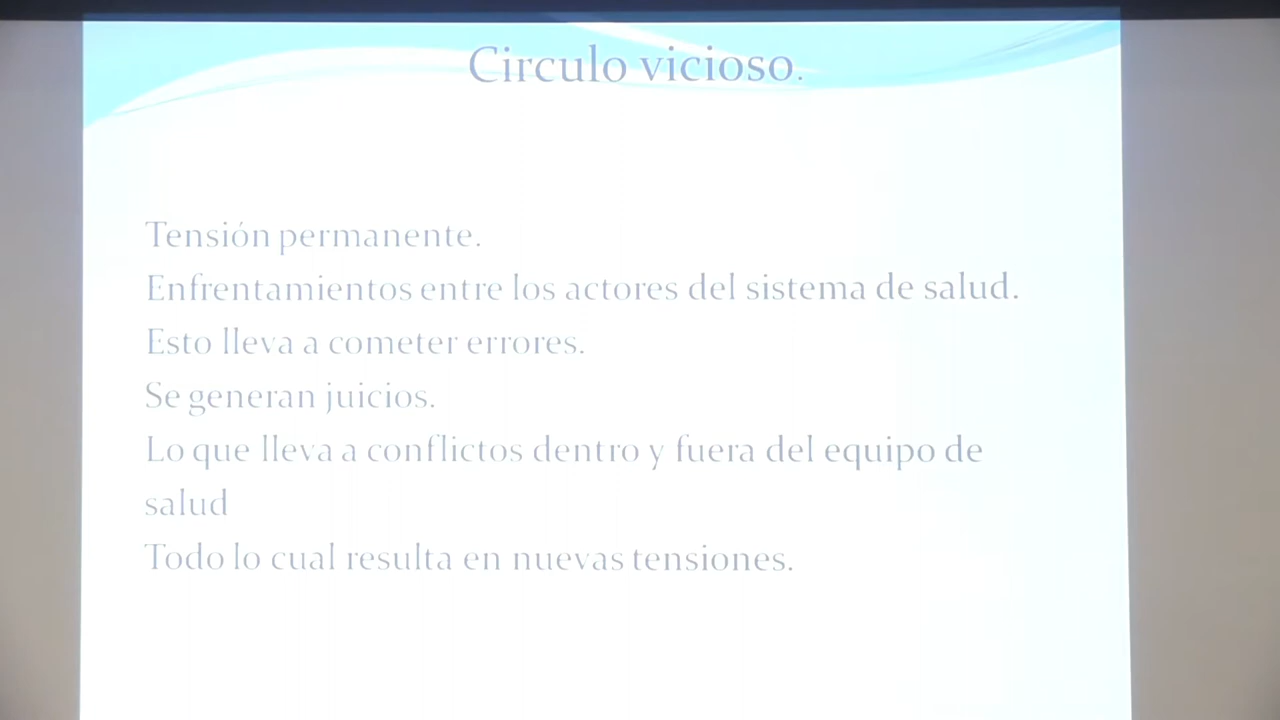 Circulo vicioso.
Tensión permanente.
Enfrentamientos entre los actores del sistema de salud.
Esto lleva a cometer errores.
Se generan juicios.
Lo que lleva a conflictos dentro y fuera del equipo de
salud
Todo lo cual resulta en nuevas tensiones.